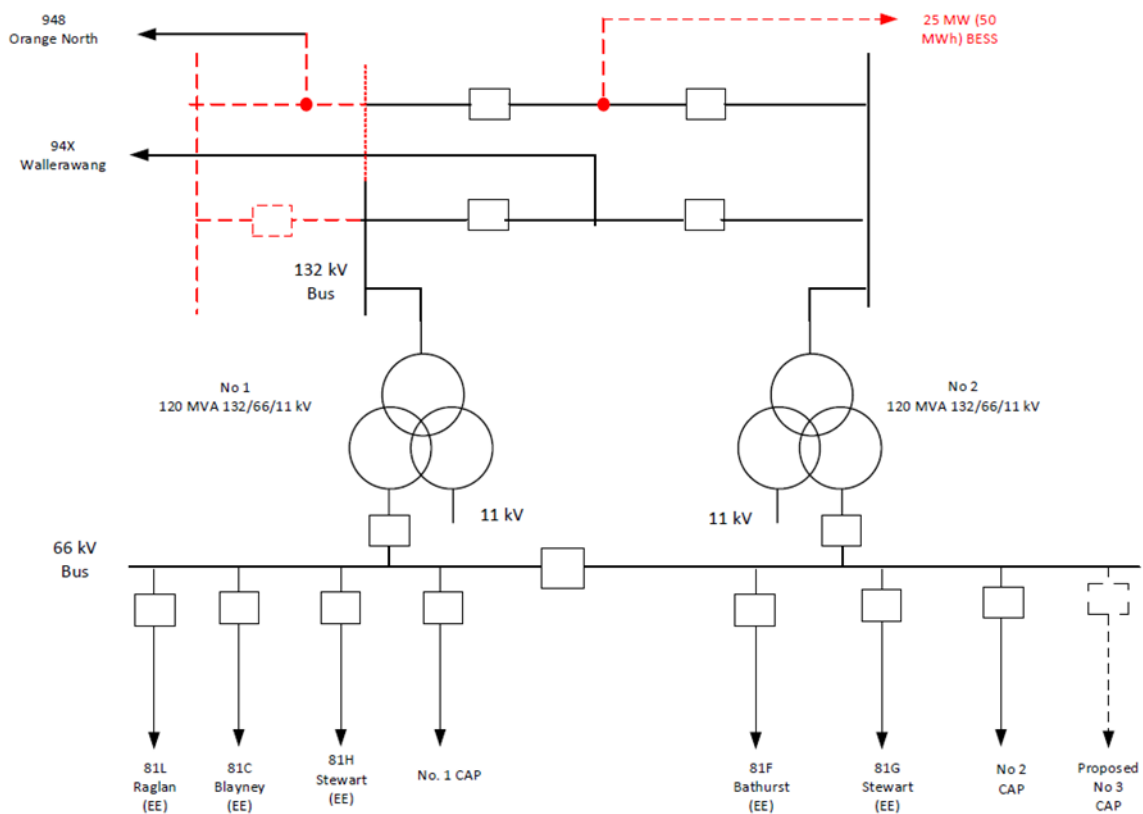 948
Orange North
25 MW (50
MWh) BESS
94X
Wallerawang
132 kV
Bus
No 1
120 MVA 132/66/11 kV
No 2
120 MVA 132/66/11 kV
11 kV
11 kV
66 kV
Bus
81L
Raglan
(EE)
81C
Blayney
(EE)
81H
Stewart
(EE)
No. 1 CAP
81F
Bathurst
(EE)
81G
Stewart
(EE)
No 2
CAP
Proposed
No 3
CAP